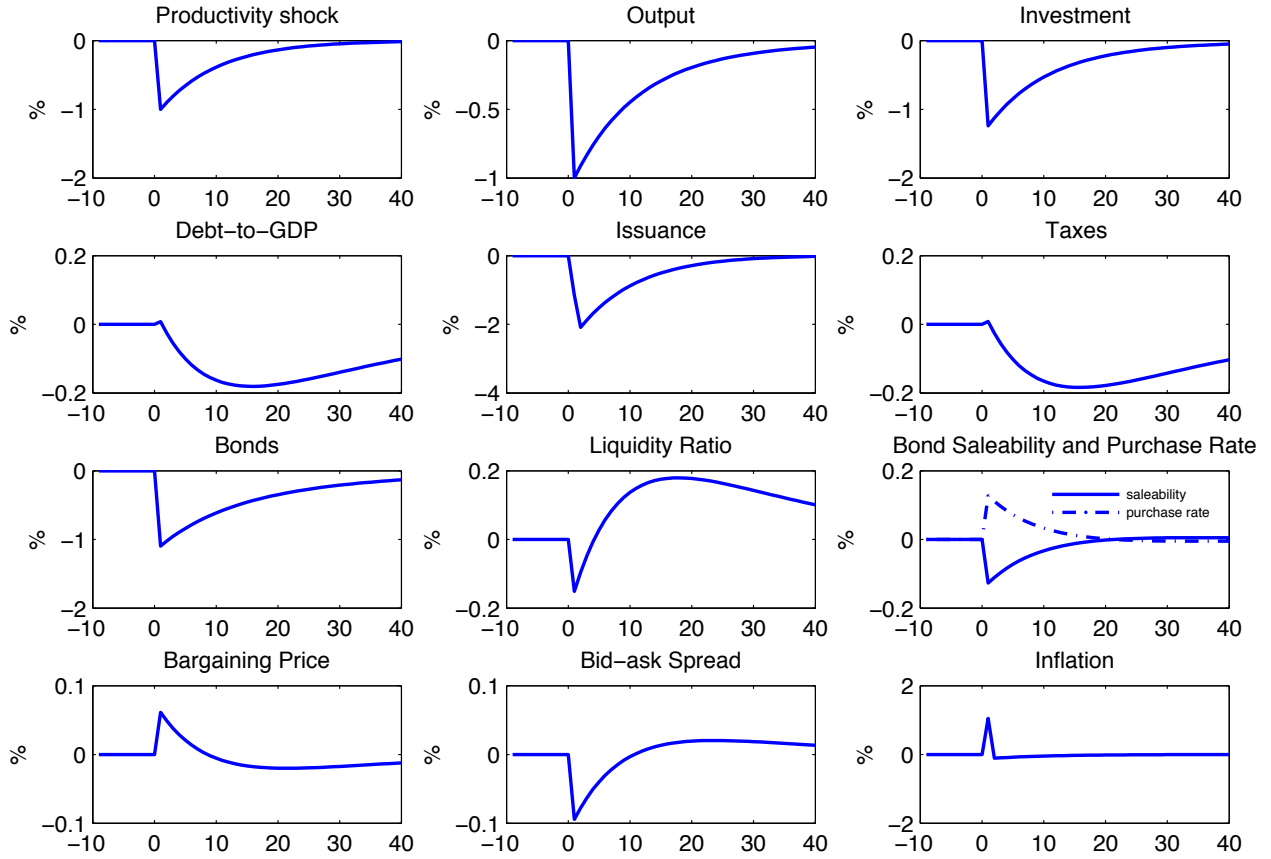 Productivity shock
Output
Investment
0
−1
−2
%
−10 0 10 20 30 40
0
−0.5
−1
%
−10 0 10 20 30 40
0
−1
−2
%
−10 0 10 20 30 40
Debt−to−GDP
Issuance
Taxes
0.2
0
−0.2
%
−10 0 10 20 30 40
0
−2
−4
%
−10 0 10 20 30 40
0.2
0
−0.2
%
−10 0 10 20 30 40
Bonds
Liquidity Ratio
Bond Saleability and Purchase Rate
0
−1
−2
%
−10 0 10 20 30 40
0.2
0
−0.2
%
−10 0 10 20 30 40
0.2
0
−0.2
%
saleability
purchase rate
−10 0 10 20 30 40
Bargaining Price
Bid−ask Spread
Inflation
0.1
0
−0.1
%
−10 0 10 20 30 40
0.1
0
−0.1
%
−10 0 10 20 30 40
2
0
−2
%
−10 0 10 20 30 40